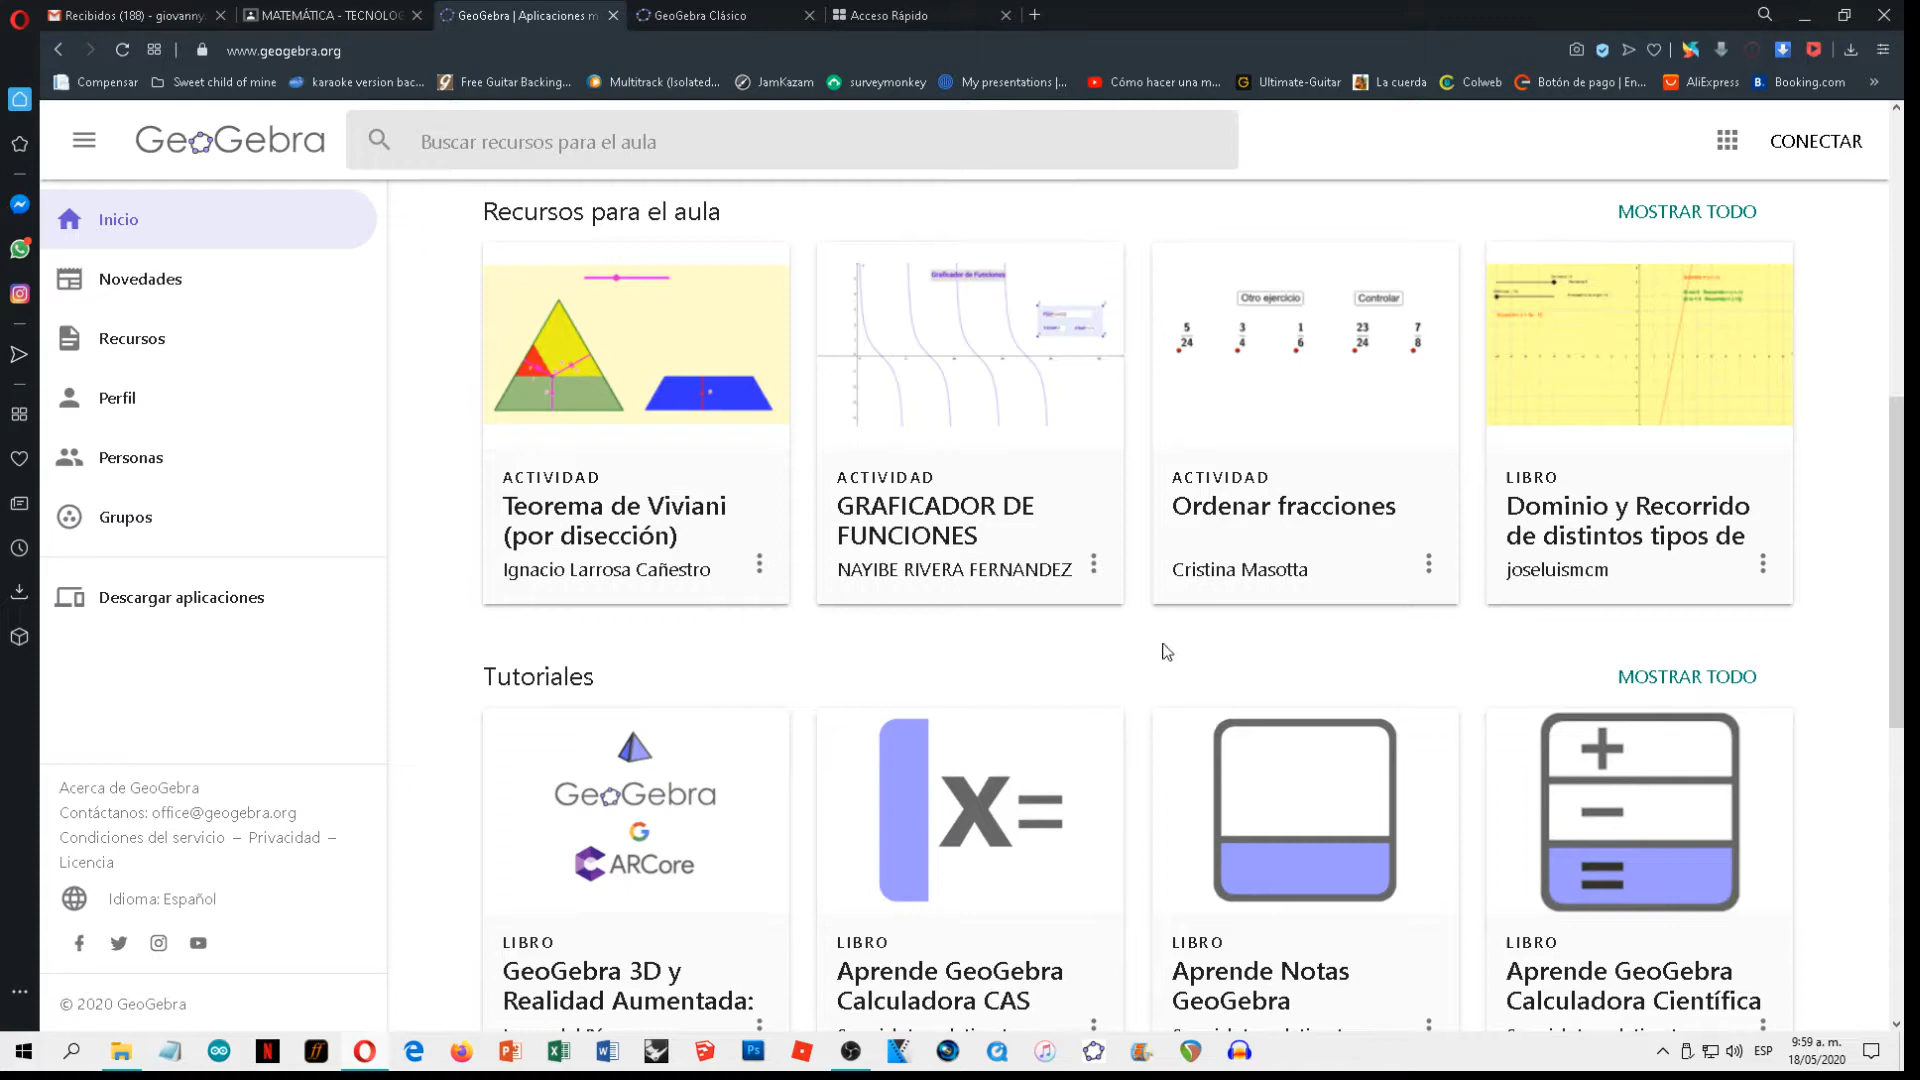 Recibidos (188) - giovanny
MATEMÁTICA - TECNOLOG
GeoGebra | Aplicaciones m
GeoGebra Clásico
Acceso Rápido
www.geogebra.org
Compensar
Sweet child of mine
karaoke version bac...
Free Guitar Backing...
Multitrack (Isolated...
JamKazam
surveymonkey
My presentations |...
Cómo hacer una m...
Ultimate-Guitar
La cuerda
Colweb
Botón de pago | En...
AliExpress
Booking.com
GeoGebra
Buscar recursos para el aula
CONECTAR
Inicio
Novedades
Recursos
Perfil
Personas
Grupos
Descargar aplicaciones
Acerca de GeoGebra
Contáctanos: office@geogebra.org
Condiciones del servicio – Privacidad –
Licencia
Idioma: Español
© 2020 GeoGebra
Recursos para el aula
MOSTRAR TODO
Graficador de Funciones
Otro ejercicio
Controlar
5/24
3/4
1/6
23/24
7/8
ACTIVIDAD
Teorema de Viviani
(por disección)
Ignacio Larrosa Cañestro
ACTIVIDAD
GRAFICADOR DE
FUNCIONES
NAYIBE RIVERA FERNANDEZ
ACTIVIDAD
Ordenar fracciones
Cristina Masotta
LIBRO
Dominio y Recorrido
de distintos tipos de
joseluismcm
Tutoriales
MOSTRAR TODO
GeoGebra
ARCore
X=
+
−
=
LIBRO
GeoGebra 3D y
Realidad Aumentada:
LIBRO
Aprende GeoGebra
Calculadora CAS
LIBRO
Aprende Notas
GeoGebra
LIBRO
Aprende GeoGebra
Calculadora Científica
ESP
9:59 a. m.
18/05/2020